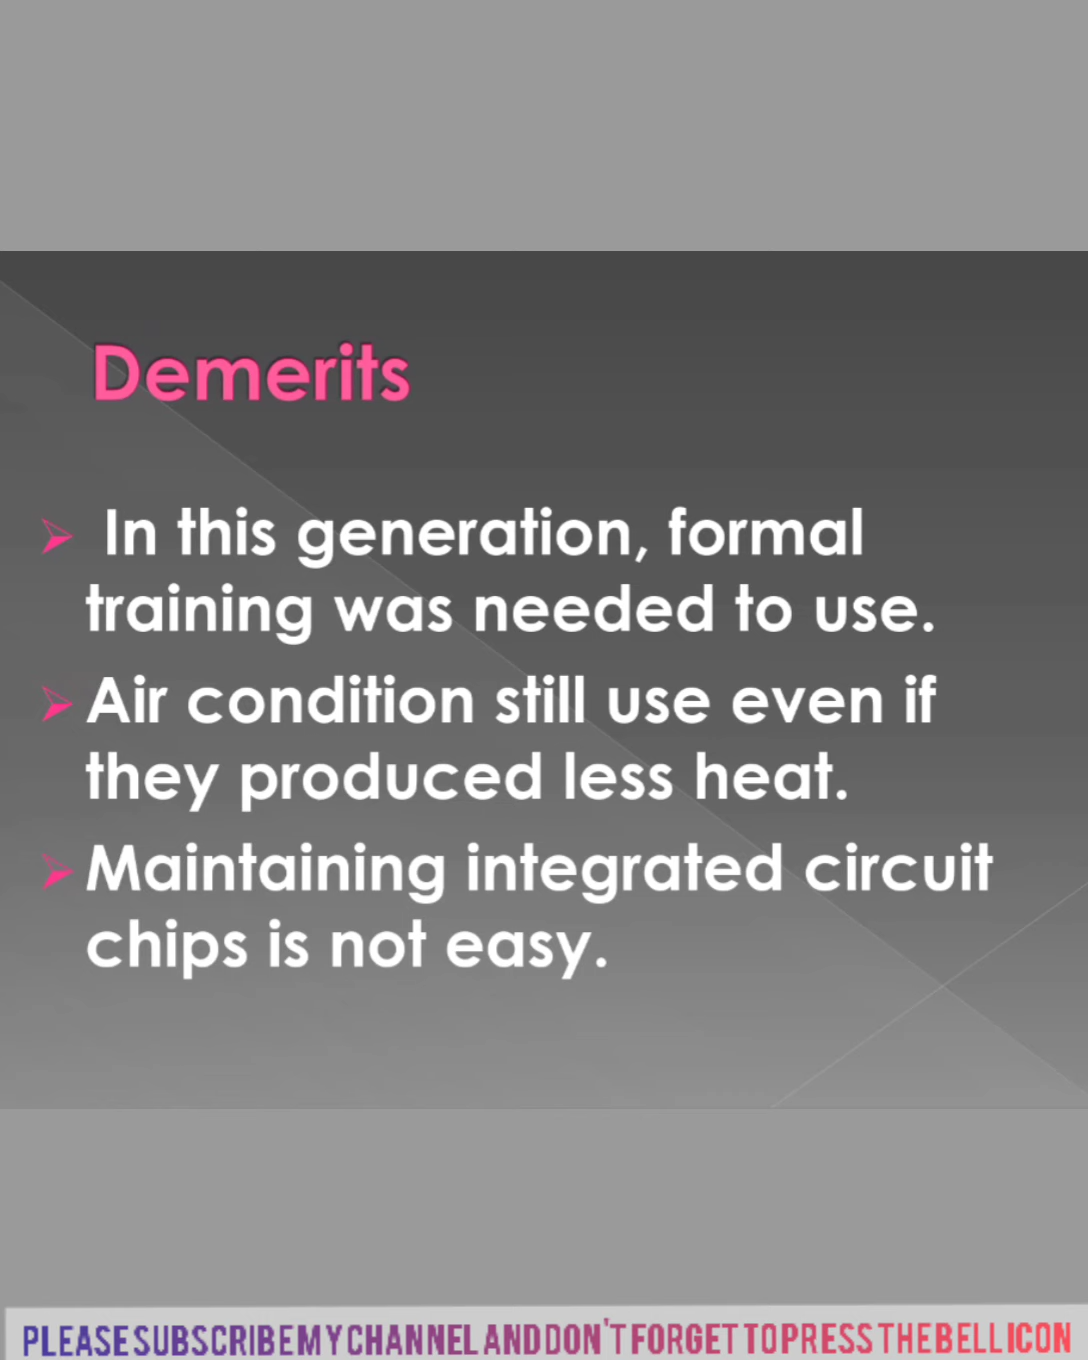 Demerits
➢ In this generation, formal
training was needed to use.
➢ Air condition still use even if
they produced less heat.
➢ Maintaining integrated circuit
chips is not easy.
PLEASE SUBSCRIBE MY CHANNEL AND DON'T FORGET TO PRESS THE BELL ICON